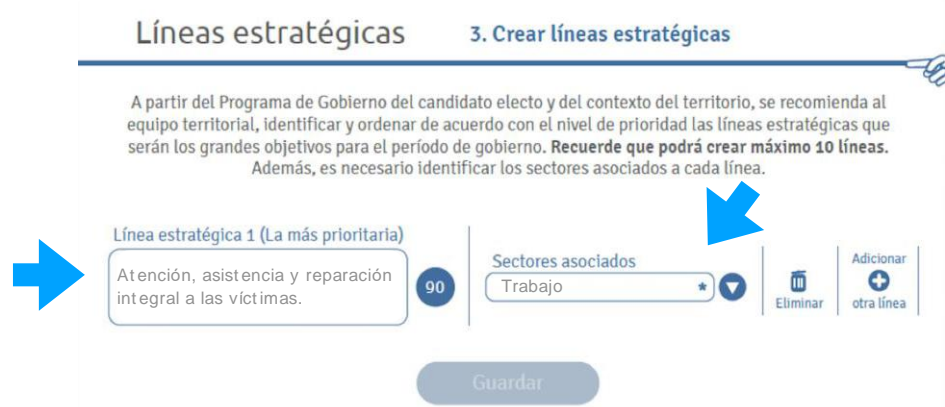 Líneas estratégicas
3. Crear líneas estratégicas
A partir del Programa de Gobierno del candidato electo y del contexto del territorio, se recomienda al
equipo territorial, identificar y ordenar de acuerdo con el nivel de prioridad las líneas estratégicas que
serán los grandes objetivos para el período de gobierno. Recuerde que podrá crear máximo 10 líneas.
Además, es necesario identificar los sectores asociados a cada línea.
Línea estratégica 1 (La más prioritaria)
Atención, asistencia y reparación
integral a las víctimas.
90
Sectores asociados
Trabajo *
Eliminar
Adicionar
otra línea
Guardar